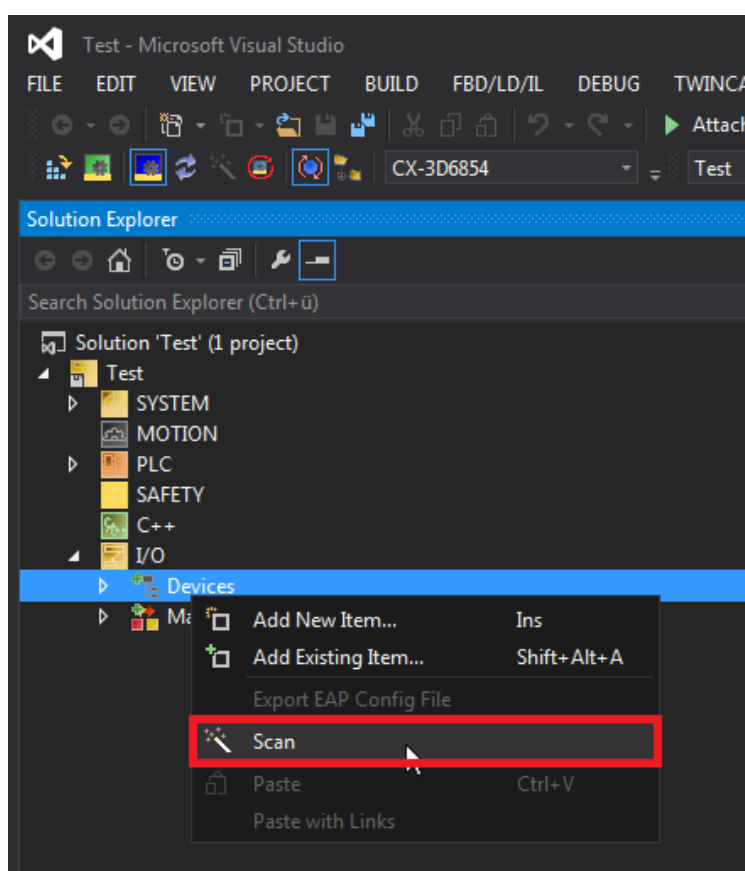 Test - Microsoft Visual Studio
FILE EDIT VIEW PROJECT BUILD FBD/LD/IL DEBUG TWINCA
Attach
CX-3D6854 Test
Solution Explorer
Search Solution Explorer (Ctrl+ü)
Solution 'Test' (1 project)
Test
SYSTEM
MOTION
PLC
SAFETY
C++
I/O
Devices
Ma
Add New Item... Ins
Add Existing Item... Shift+Alt+A
Export EAP Config File
Scan
Paste Ctrl+V
Paste with Links